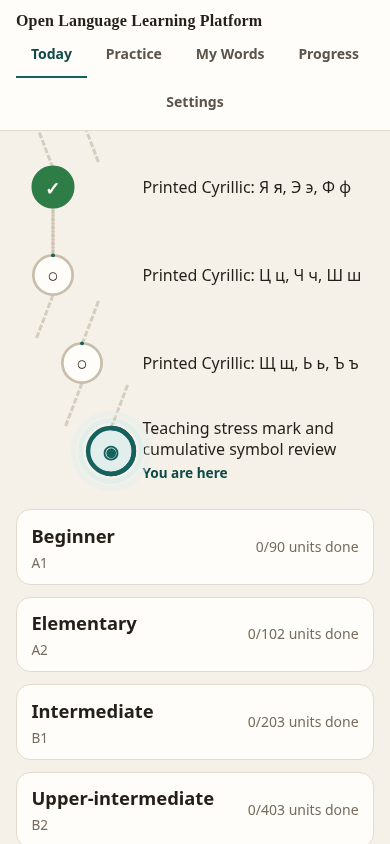 Open Language Learning Platform
Today
Practice
My Words
Progress
Settings
Printed Cyrillic: Я я, Э э, Ф ф
Printed Cyrillic: Ц ц, Ч ч, Ш ш
Printed Cyrillic: Щ щ, Ь ь, Ъ ъ
Teaching stress mark and
cumulative symbol review
You are here
Beginner
A1
0/90 units done
Elementary
A2
0/102 units done
Intermediate
B1
0/203 units done
Upper-intermediate
B2
0/403 units done